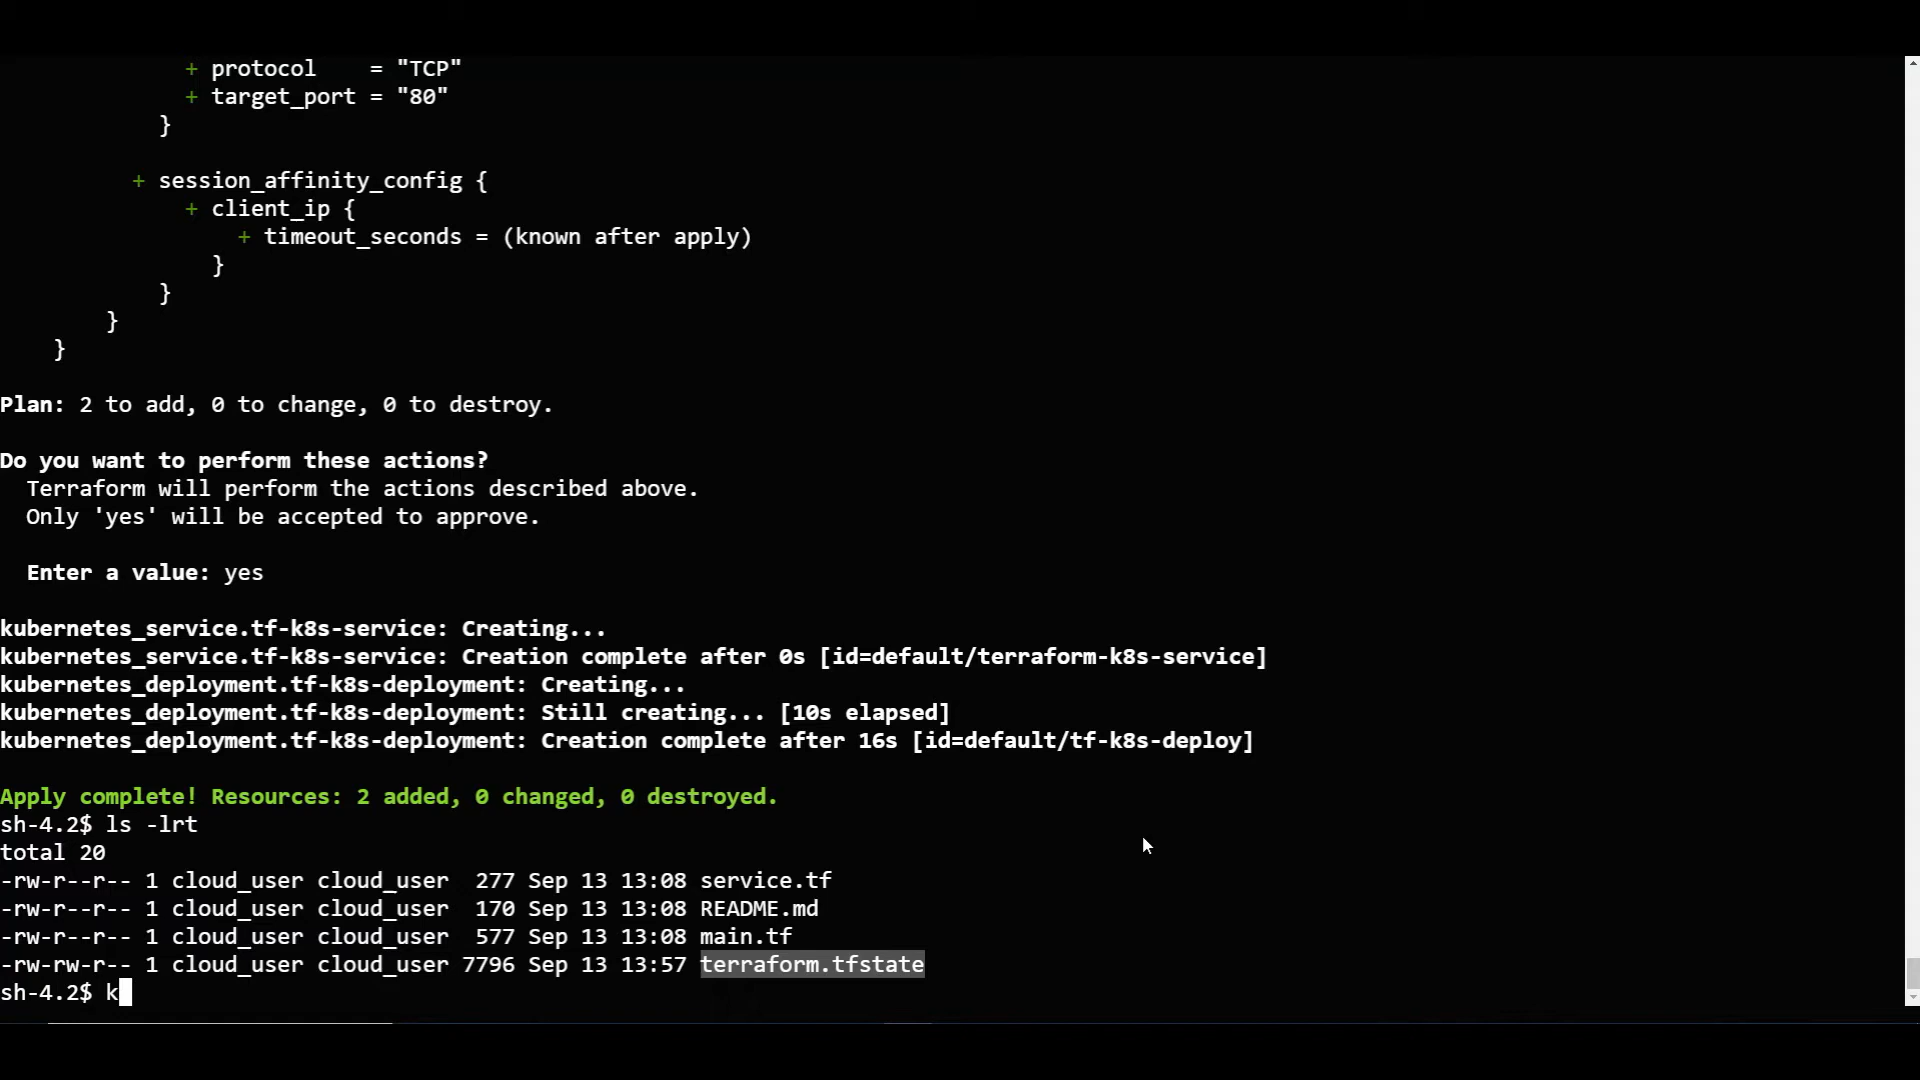 + protocol    = "TCP"
+ target_port = "80"
}
+ session_affinity_config {
+ client_ip {
+ timeout_seconds = (known after apply)
}
}
}
}
Plan: 2 to add, 0 to change, 0 to destroy.
Do you want to perform these actions?
Terraform will perform the actions described above.
Only 'yes' will be accepted to approve.
Enter a value: yes
kubernetes_service.tf-k8s-service: Creating...
kubernetes_service.tf-k8s-service: Creation complete after 0s [id=default/terraform-k8s-service]
kubernetes_deployment.tf-k8s-deployment: Creating...
kubernetes_deployment.tf-k8s-deployment: Still creating... [10s elapsed]
kubernetes_deployment.tf-k8s-deployment: Creation complete after 16s [id=default/tf-k8s-deploy]
Apply complete! Resources: 2 added, 0 changed, 0 destroyed.
sh-4.2$ ls -lrt
total 20
-rw-r--r-- 1 cloud_user cloud_user  277 Sep 13 13:08 service.tf
-rw-r--r-- 1 cloud_user cloud_user  170 Sep 13 13:08 README.md
-rw-r--r-- 1 cloud_user cloud_user  577 Sep 13 13:08 main.tf
-rw-rw-r-- 1 cloud_user cloud_user 7796 Sep 13 13:57 terraform.tfstate
sh-4.2$ k